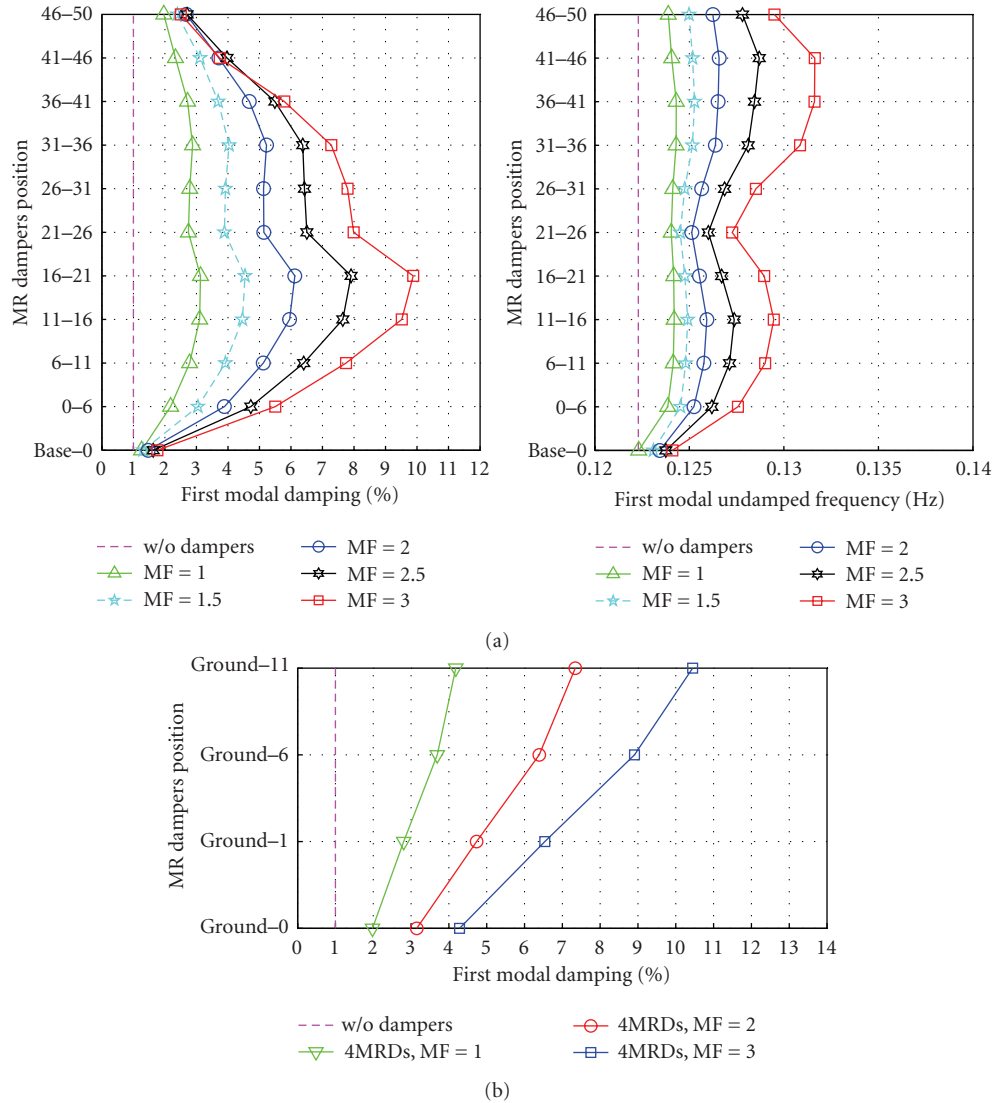 46–50
41–46
36–41
31–36
26–31
21–26
16–21
11–16
6–11
0–6
Base–0
MR dampers position
0 1 2 3 4 5 6 7 8 9 10 11 12
First modal damping (%)
w/o dampers
MF = 1
MF = 1.5
MF = 2
MF = 2.5
MF = 3
46–50
41–46
36–41
31–36
26–31
21–26
16–21
11–16
6–11
0–6
Base–0
MR dampers position
0.12 0.125 0.13 0.135 0.14
First modal undamped frequency (Hz)
w/o dampers
MF = 1
MF = 1.5
MF = 2
MF = 2.5
MF = 3
(a)
Ground–11
Ground–6
Ground–1
Ground–0
MR dampers position
0 1 2 3 4 5 6 7 8 9 10 11 12 13 14
First modal damping (%)
w/o dampers
4MRDs, MF = 1
4MRDs, MF = 2
4MRDs, MF = 3
(b)